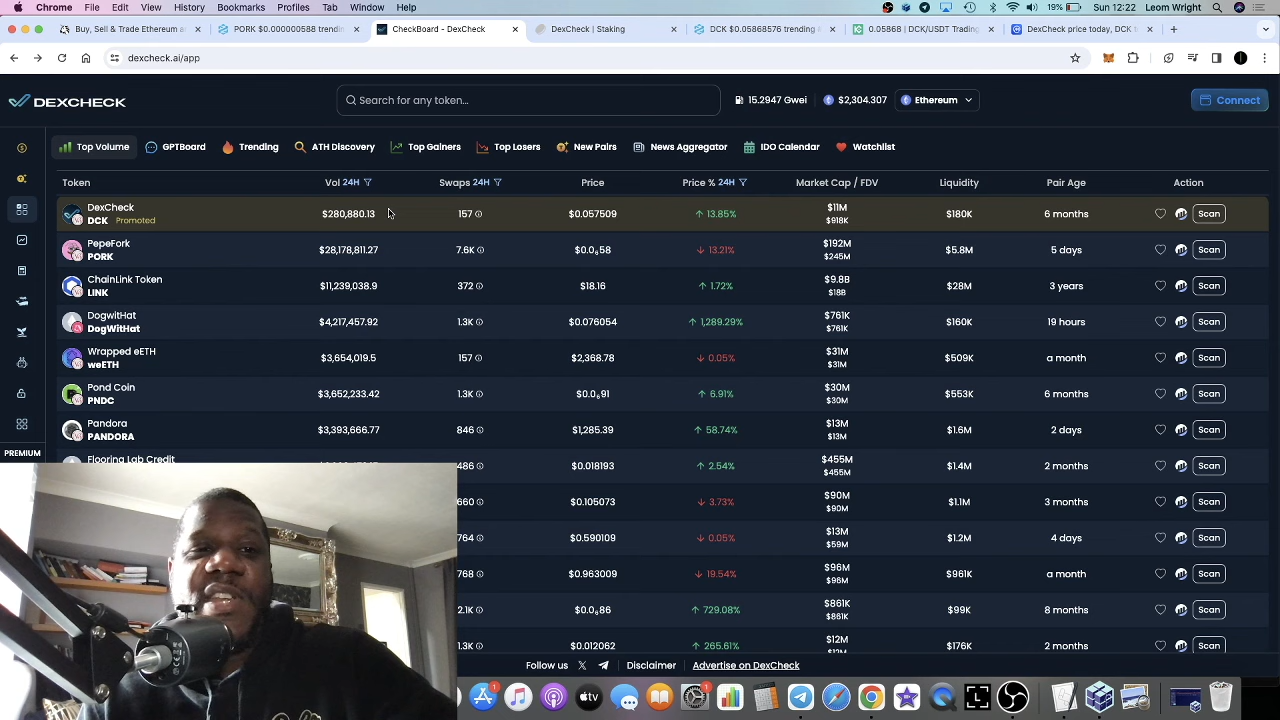 Chrome File Edit View History Bookmarks Profiles Tab Window Help 19% Sun 12:22 Leom Wright
Buy, Sell & Trade Ethereum a PORK $0.000000588 trendin CheckBoard - DexCheck DexCheck | Staking DCK $0.05868576 trending 0.05868 | DCK/USDT Trading DexCheck price today, DCK t
dexcheck.ai/app
DEXCHECK Search for any token... 15.2947 Gwei $2,304.307 Ethereum Connect
Top Volume GPTBoard Trending ATH Discovery Top Gainers Top Losers New Pairs News Aggregator IDO Calendar Watchlist
Token Vol 24H Swaps 24H Price Price % 24H Market Cap / FDV Liquidity Pair Age Action
DexCheck
DCK Promoted $280,880.13 157 $0.057509 ↑ 13.85% $11M $918K $180K 6 months Scan
PepeFork
PORK $28,178,811.27 7.6K $0.0₆58 ↓ 13.21% $192M $245M $5.8M 5 days Scan
ChainLink Token
LINK $11,239,038.9 372 $18.16 ↑ 1.72% $9.8B $18B $28M 3 years Scan
DogwitHat
DogWitHat $4,217,457.92 1.3K $0.076054 ↑ 1,289.29% $761K $761K $160K 19 hours Scan
Wrapped eETH
weETH $3,654,019.5 157 $2,368.78 ↓ 0.05% $31M $31M $509K a month Scan
Pond Coin
PNDC $3,652,233.42 1.3K ↑ 6.91% $30M $30M $553K 6 months Scan
Pandora
PANDORA $3,393,666.77 846 $1,285.39 ↑ 58.74% $13M $13M $1.6M 2 days Scan
Flooring Lab Credit
486 $0.018193 ↑ 2.54% $455M $455M $1.4M 2 months Scan
660 $0.105073 ↓ 3.73% $90M $90M $1.1M 3 months Scan
764 $0.590109 ↓ 0.05% $13M $59M $1.2M 4 days Scan
768 $0.963009 ↓ 19.54% $96M $96M $961K a month Scan
2.1K ↑ 729.08% $861K $861K $99K 8 months Scan
1.3K $0.012062 ↑ 265.61% $12M $176K 2 months Scan
PREMIUM
Follow us Disclaimer Advertise on DexCheck
tv